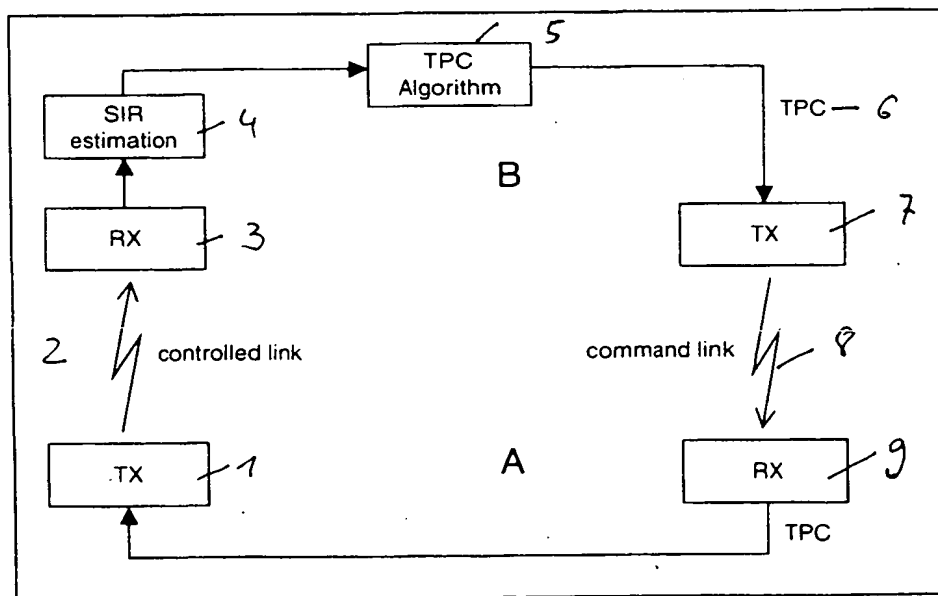 5
TPC
Algorithm
SIR
estimation
4
TPC 6
B
RX
3
TX
7
2
controlled link
command link
8
TX
1
A
RX
9
TPC